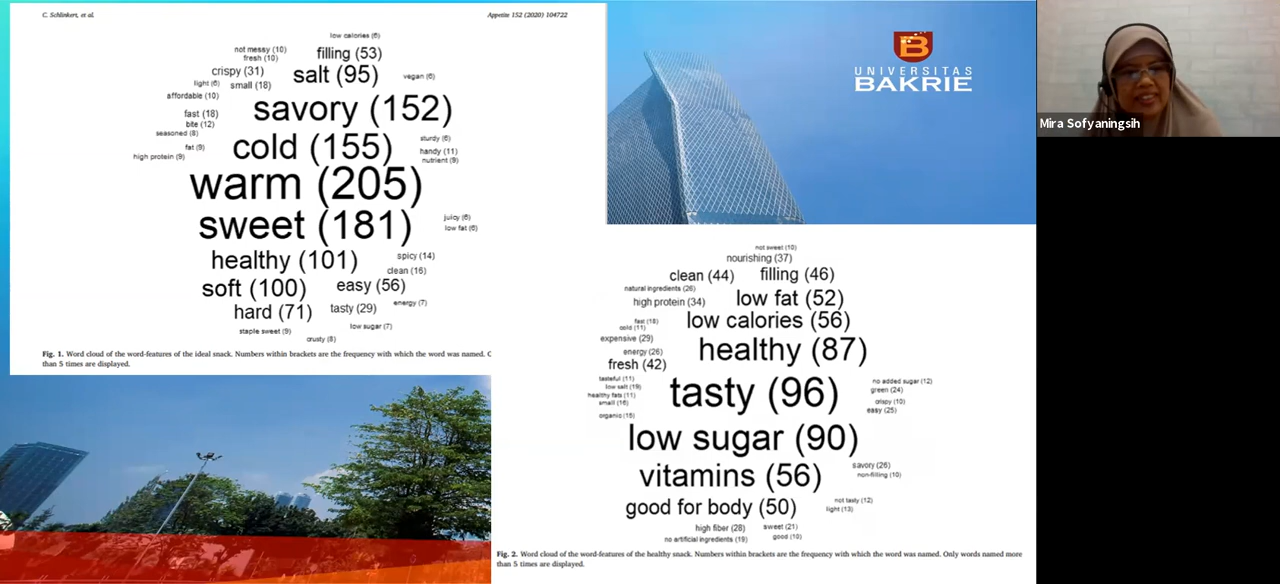 C. Schlinkert, et al.
Appetite 152 (2020) 104722
low calories (6)
not messy (10)
filling (53)
fresh (10)
crispy (31)
salt (95)
vegan (6)
light (6)
small (18)
affordable (10)
savory (152)
fast (18)
bite (12)
seasoned (8)
sturdy (6)
fat (9)
cold (155)
handy (11)
high protein (9)
nutrient (9)
warm (205)
sweet (181)
juicy (6)
low fat (6)
healthy (101)
spicy (14)
clean (16)
soft (100)
easy (56)
hard (71)
tasty (29)
energy (7)
staple sweet (9)
low sugar (7)
crusty (8)
Fig. 1. Word cloud of the word-features of the ideal snack. Numbers within brackets are the frequency with which the word was named. C
than 5 times are displayed.
B
UNIVERSITAS
BAKRIE
Mira Sofyaningsih
not sweet (10)
nourishing (37)
clean (44)
filling (46)
natural ingredients (26)
high protein (34)
low fat (52)
fast (18)
low calories (56)
cold (11)
expensive (29)
energy (26)
healthy (87)
fresh (42)
tasteful (11)
low salt (19)
tasty (96)
no added sugar (12)
green (24)
healthy fats (11)
small (16)
crispy (10)
easy (25)
organic (15)
low sugar (90)
vitamins (56)
savory (26)
non-filling (10)
good for body (50)
not tasty (12)
light (13)
high fiber (28)
sweet (21)
no artificial ingredients (19)
good (10)
Fig. 2. Word cloud of the word-features of the healthy snack. Numbers within brackets are the frequency with which the word was named. Only words named more
than 5 times are displayed.